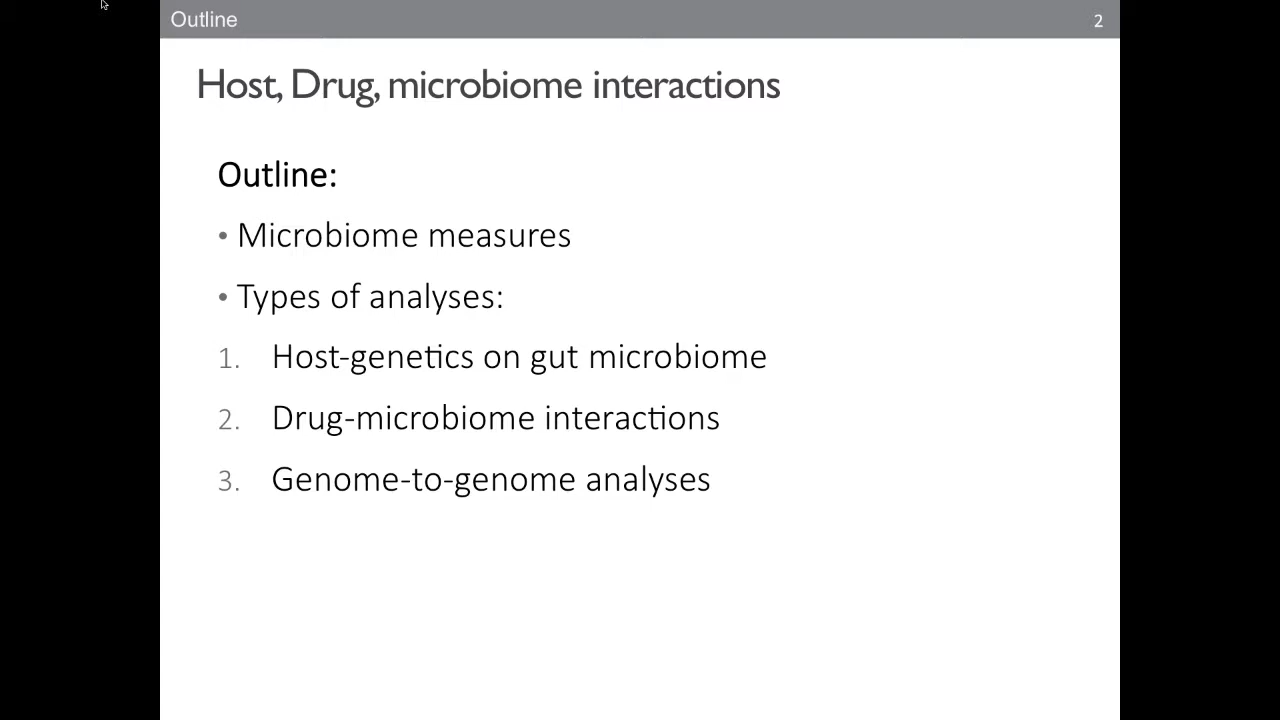 Outline
2
Host, Drug, microbiome interactions
Outline:
• Microbiome measures
• Types of analyses:
1. Host-genetics on gut microbiome
2. Drug-microbiome interactions
3. Genome-to-genome analyses